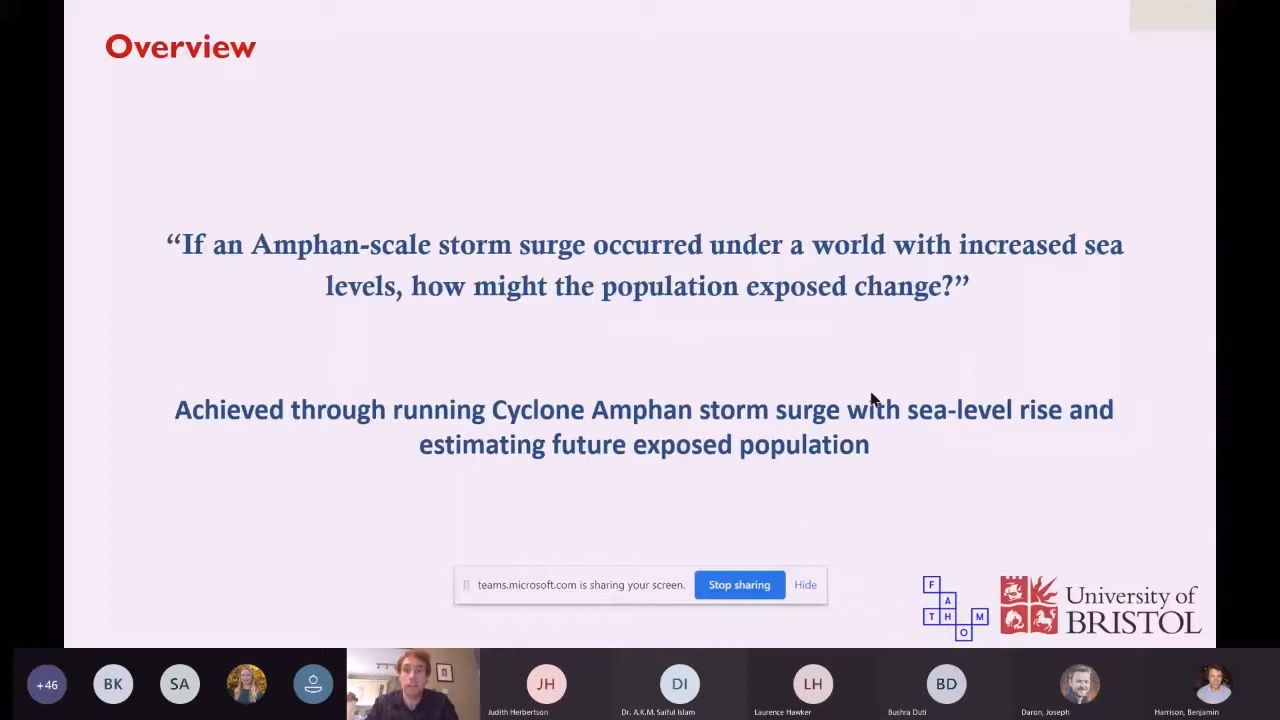 Overview
“If an Amphan-scale storm surge occurred under a world with increased sea
levels, how might the population exposed change?”
Achieved through running Cyclone Amphan storm surge with sea-level rise and
estimating future exposed population
teams.microsoft.com is sharing your screen.
Stop sharing
Hide
F
A
T H M
O
University of
BRISTOL
+46
BK
SA
JH
DI
LH
BD
Judith Herbertson
Dr. A.K.M. Saiful Islam
Laurence Hawker
Bushra Duti
Daron, Joseph
Harrison, Benjamin